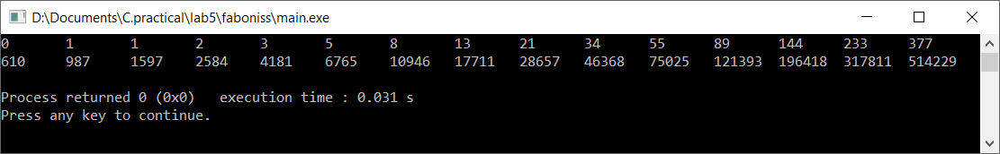 D:\Documents\C.practical\lab5\faboniss\main.exe
0 1 1 2 3 5 8 13 21 34 55 89 144 233 377
610 987 1597 2584 4181 6765 10946 17711 28657 46368 75025 121393 196418 317811 514229
Process returned 0 (0x0)   execution time : 0.031 s
Press any key to continue.